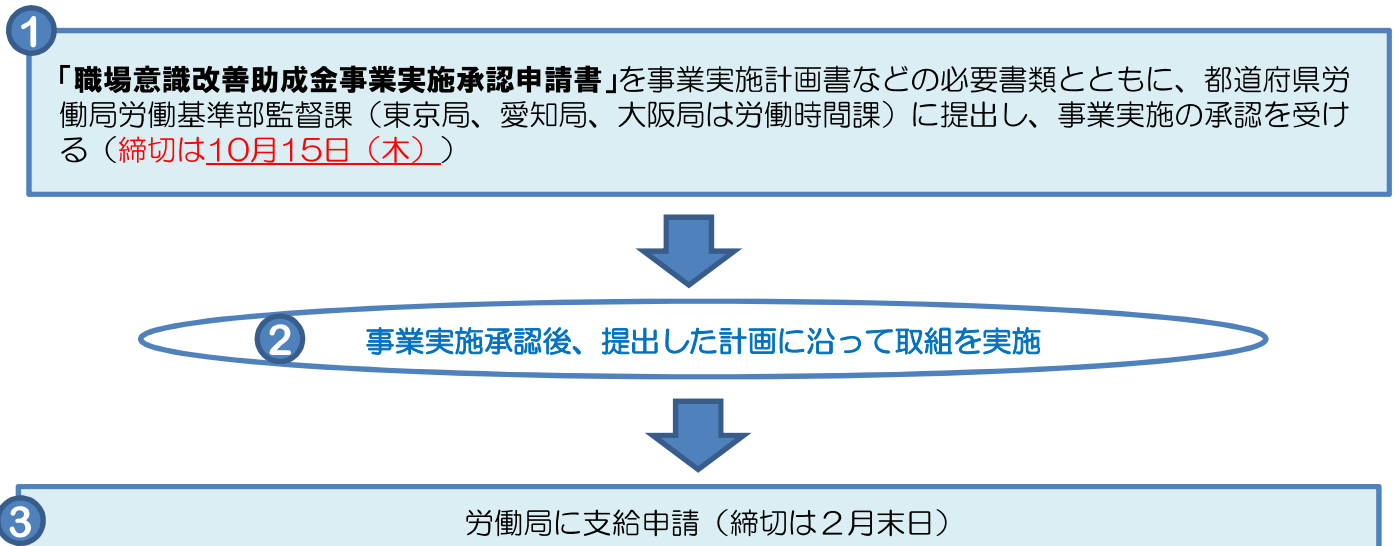 1
「職場意識改善助成金事業実施承認申請書」を事業実施計画書などの必要書類とともに、都道府県労
働局労働基準部監督課（東京局、愛知局、大阪局は労働時間課）に提出し、事業実施の承認を受け
る（締切は10月15日（木））
2
事業実施承認後、提出した計画に沿って取組を実施
3
労働局に支給申請（締切は２月末日）